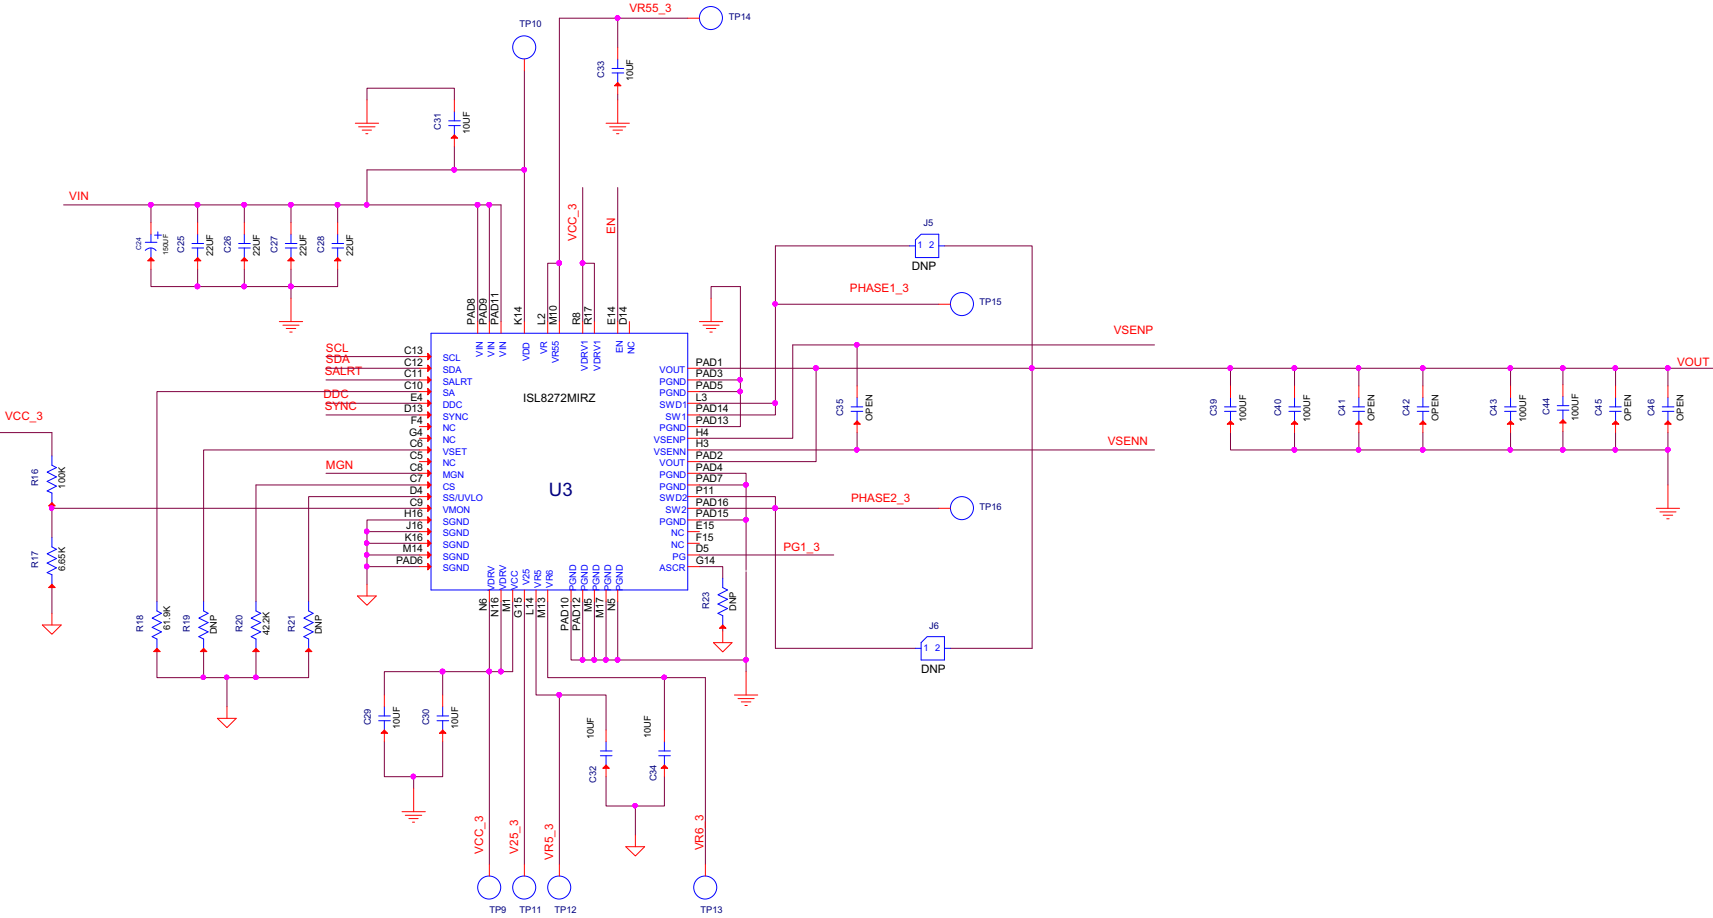 VR55_3
TP14
TP10
C33
10UF
C31
10UF
VIN
C24
+
150UF
C25
22UF
C26
22UF
C27
22UF
C28
22UF
VCC_3
EN
J5
1 2
DNP
PHASE1_3
TP15
VSENP
VOUT
PAD8
PAD9
PAD11
K14
L2
M10
R8
R17
E14
D14
VIN
VIN
VIN
VDD
VR
VR55
VDRV1
VDRV1
EN
NC
SCL
SDA
SALRT
DDC
SYNC
MGN
C13
C12
C11
C10
E4
D13
F4
G4
C6
C5
C8
C7
D4
C9
H16
J16
K16
M14
PAD6
SCL
SDA
SALRT
SA
DDC
SYNC
NC
NC
VSET
NC
MGN
CS
SS/UVLO
VMON
SGND
SGND
SGND
SGND
SGND
ISL8272MIRZ
U3
VOUT
PGND
PGND
SWD1
SW1
PGND
VSENP
VSENN
VOUT
PGND
PGND
SWD2
SW2
PGND
NC
NC
PG
ASCR
PAD1
PAD3
PAD5
L3
PAD14
PAD13
H4
H3
PAD2
PAD4
PAD7
P11
PAD16
PAD15
E15
F15
D5
G14
C35
OPEN
VSENN
C39
100UF
C40
100UF
C41
OPEN
C42
OPEN
C43
100UF
C44
100UF
C45
OPEN
C46
OPEN
VCC_3
R16
100K
R17
6.65K
PHASE2_3
TP16
PG1_3
R23
DNP
R18
61.9K
R19
DNP
R20
42.2K
R21
DNP
VDRV
VDRV
VCC
V25
VR5
VR6
PGND
PGND
PGND
PGND
PGND
N6
N16
M1
G15
L14
M13
PAD10
PAD12
M5
M17
N5
J6
1 2
DNP
C29
10UF
C30
10UF
10UF
C32
10UF
C34
VCC_3
V25_3
VR5_3
VR6_3
TP9
TP11
TP12
TP13